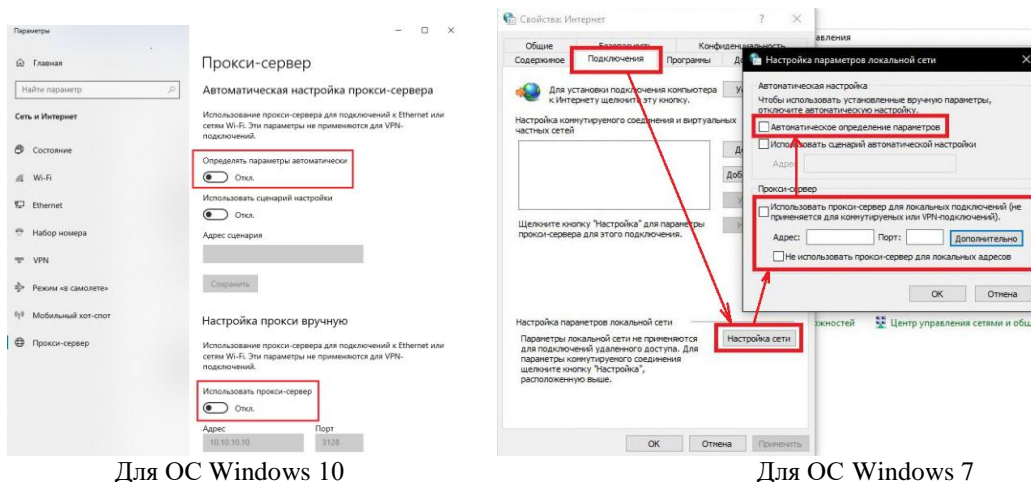 Параметры
Главная
Найти параметр
Сеть и Интернет
Состояние
Wi-Fi
Ethernet
Набор номера
VPN
Режим «в самолете»
Мобильный хот-спот
Прокси-сервер
Прокси-сервер
Автоматическая настройка прокси-сервера
Использование прокси-сервера для подключений к Ethernet или
сетям Wi-Fi. Эти параметры не применяются для VPN-
подключений.
Определять параметры автоматически
Откл.
Использовать сценарий настройки
Откл.
Адрес сценария
Сохранить
Настройка прокси вручную
Использование прокси-сервера для подключений к Ethernet или
сетям Wi-Fi. Эти параметры не применяются для VPN-
подключений.
Использовать прокси-сервер
Откл.
Адрес Порт
10.10.10.10 3128
Для ОС Windows 10
Свойства: Интернет ?
Общие Безопасность Конфиденциальность
Содержимое Подключения Программы
Для установки подключения компьютера
к Интернету щелкните эту кнопку.
Настройка коммутируемого соединения и виртуальных
частных сетей
Щелкните кнопку "Настройка" для
прокси-сервера для этого подключения.
параметры
Настройка параметров локальной сети
Параметры локальной сети не применяются
для подключений удаленного доступа. Для
параметры коммутируемого соединения
щелкните кнопку "Настройка",
расположенную выше.
Настройка сети
OK Отмена Применить
авления
Настройка параметров локальной сети
Автоматическая настройка
Чтобы использовать установленные вручную параметры,
отключите автоматическую настройку.
Автоматическое определение параметров
Использовать сценарий автоматической настройки
Адрес
Прокси-сервер
Использовать прокси-сервер для локальных подключений (не
применяется для коммутируемых или VPN-подключений).
Адрес: Порт: Дополнительно
Не использовать прокси-сервер для локальных адресов
OK Отмена
жностей Центр управления сетями и общ
Для ОС Windows 7